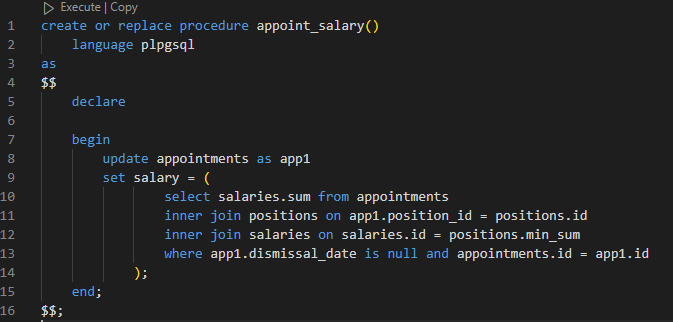 Execute | Copy
1 create or replace procedure appoint_salary()
2 language plpgsql
3 as
4 $$
5 declare
6
7 begin
8 update appointments as app1
9 set salary = (
10 select salaries.sum from appointments
11 inner join positions on app1.position_id = positions.id
12 inner join salaries on salaries.id = positions.min_sum
13 where app1.dismissal_date is null and appointments.id = app1.id
14 );
15 end;
16 $$;